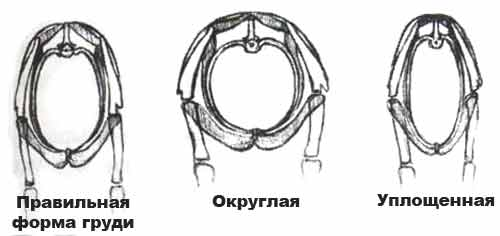 Правильная
форма груди
Округлая
Уплощенная